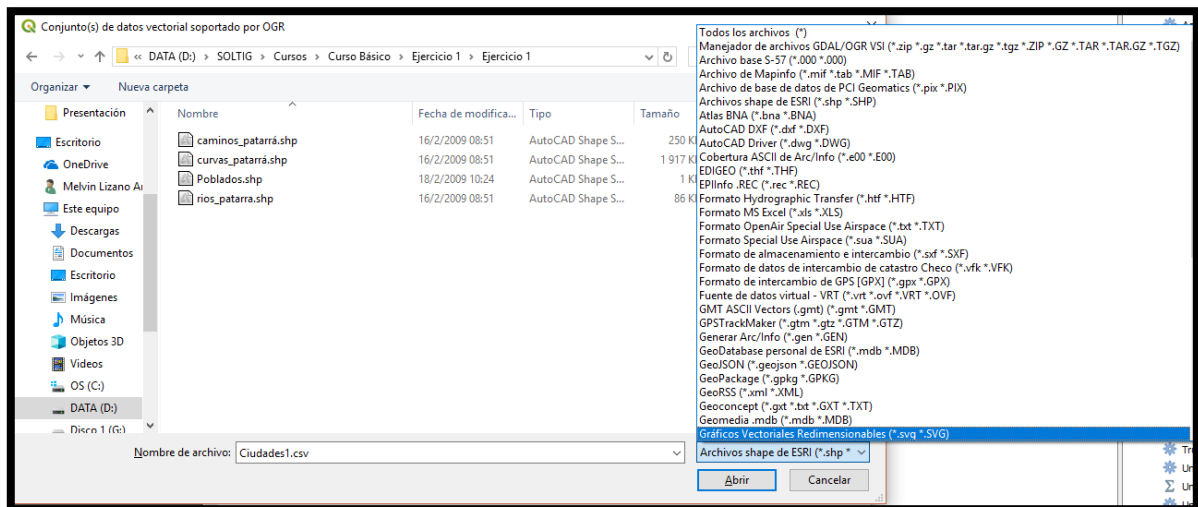 Conjunto(s) de datos vectorial soportado por OGR
« DATA (D:) › SOLTIG › Cursos › Curso Básico › Ejercicio 1 › Ejercicio 1
Organizar Nueva carpeta
Presentación
Escritorio
OneDrive
Melvin Lizano Ar
Este equipo
Descargas
Documentos
Escritorio
Imágenes
Música
Objetos 3D
Videos
OS (C:)
DATA (D:)
Disco 1 (G:)
Nombre Fecha de modifica... Tipo Tamaño
caminos_patarrá.shp 16/2/2009 08:51 AutoCAD Shape S... 250 K
curvas_patarrá.shp 16/2/2009 08:51 AutoCAD Shape S... 1 917 K
Poblados.shp 18/2/2009 10:24 AutoCAD Shape S... 1 K
rios_patarra.shp 16/2/2009 08:51 AutoCAD Shape S... 86 K
Todos los archivos (*)
Manejador de archivos GDAL/OGR VSI (*.zip *.gz *.tar *.tar.gz *.tgz *.ZIP *.GZ *.TAR *.TAR.GZ *.TGZ)
Archivo base S-57 (*.000 *.000)
Archivo de Mapinfo (*.mif *.tab *.MIF *.TAB)
Archivo de base de datos de PCI Geomatics (*.pix *.PIX)
Archivos shape de ESRI (*.shp *.SHP)
Atlas BNA (*.bna *.BNA)
AutoCAD DXF (*.dxf *.DXF)
AutoCAD Driver (*.dwg *.DWG)
Cobertura ASCII de Arc/Info (*.e00 *.E00)
EDIGEO (*.thf *.THF)
EPIInfo .REC (*.rec *.REC)
Formato Hydrographic Transfer (*.htf *.HTF)
Formato MS Excel (*.xls *.XLS)
Formato OpenAir Special Use Airspace (*.txt *.TXT)
Formato Special Use Airspace (*.sua *.SUA)
Formato de almacenamiento e intercambio (*.sxf *.SXF)
Formato de datos de intercambio de catastro Checo (*.vfk *.VFK)
Formato de intercambio de GPS [GPX] (*.gpx *.GPX)
Fuente de datos virtual - VRT (*.vrt *.ovf *.VRT *.OVF)
GMT ASCII Vectors (.gmt) (*.gmt *.GMT)
GPSTrackMaker (*.gtm *.gtz *.GTM *.GTZ)
Generar Arc/Info (*.gen *.GEN)
GeoDatabase personal de ESRI (*.mdb *.MDB)
GeoJSON (*.geojson *.GEOJSON)
GeoPackage (*.gpkg *.GPKG)
GeoRSS (*.xml *.XML)
Geoconcept (*.gxt *.txt *.GXT *.TXT)
Geomedia .mdb (*.mdb *.MDB)
Gráficos Vectoriales Redimensionables (*.svg *.SVG)
Nombre de archivo: Ciudades1.csv Archivos shape de ESRI (*.shp *
Abrir Cancelar